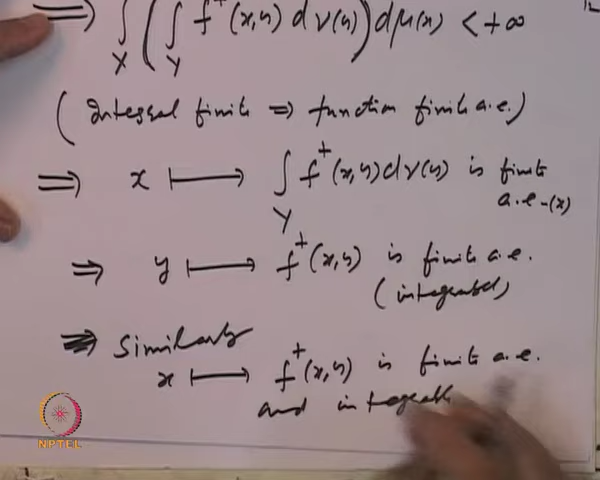 ⟹ ∫_X ( ∫_Y f⁺(x,y) dν(y) ) dμ(x) < +∞
( Integral finite ⟹ function finite a.e.)
⟹ x ⟼ ∫_Y f⁺(x,y) dν(y) is finite
a.e.-(x)
⟹ y ⟼ f⁺(x,y) is finite a.e.
(integrable)
⟹ Similarly
x ⟼ f⁺(x,y) is finite a.e.
and integrable
NPTEL